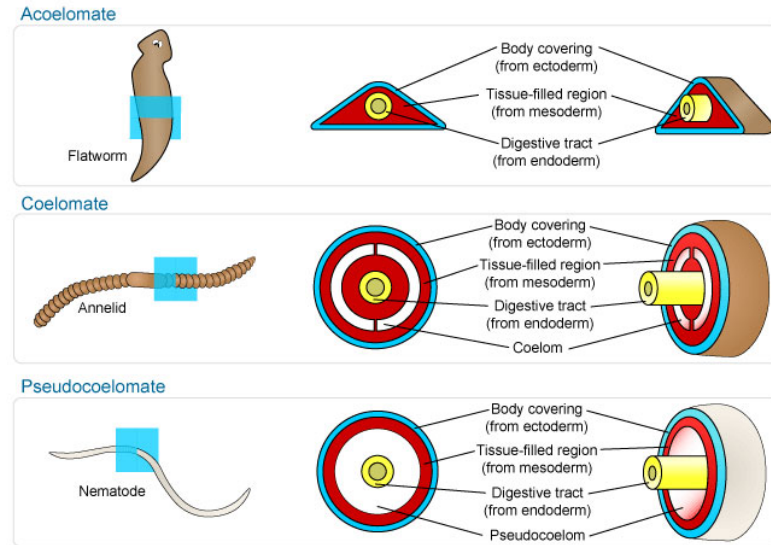 Acoelomate
Flatworm
Body covering
(from ectoderm)
Tissue-filled region
(from mesoderm)
Digestive tract
(from endoderm)
Coelomate
Annelid
Body covering
(from ectoderm)
Tissue-filled region
(from mesoderm)
Digestive tract
(from endoderm)
Coelom
Pseudocoelomate
Nematode
Body covering
(from ectoderm)
Tissue-filled region
(from mesoderm)
Digestive tract
(from endoderm)
Pseudocoelom